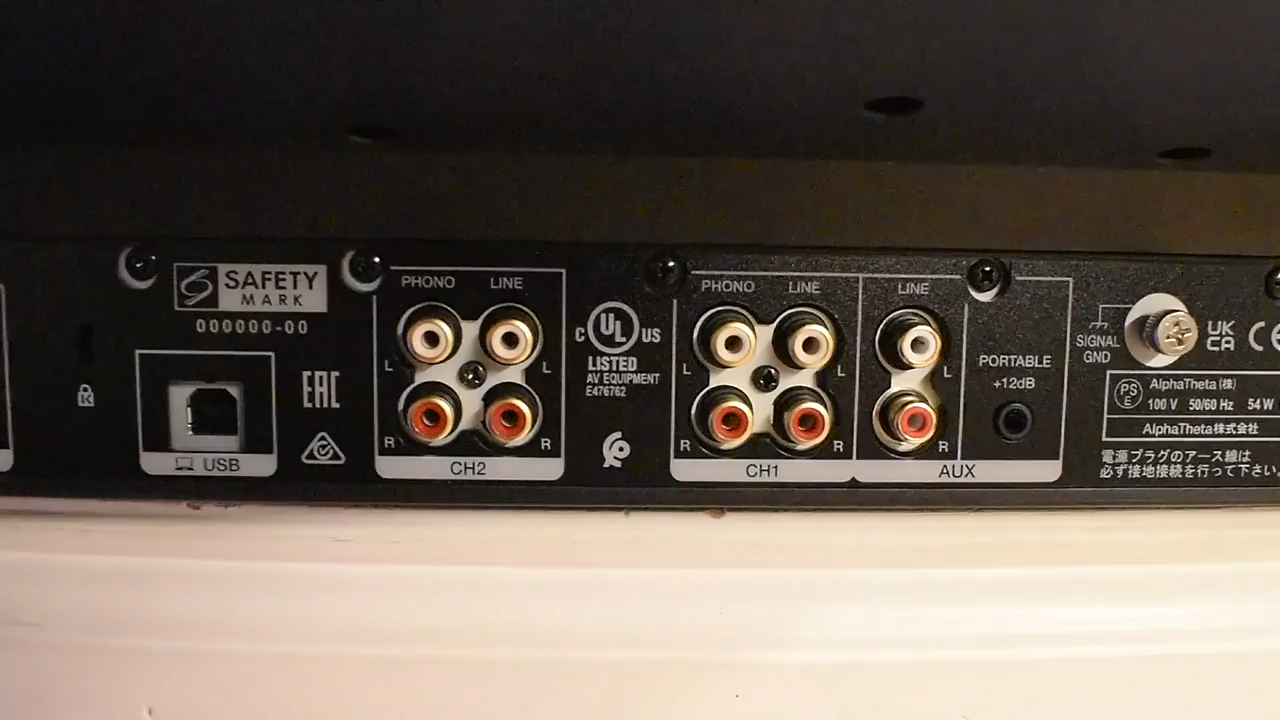 SAFETY
MARK
000000-00
USB
EAC
PHONO
LINE
L
L
R
R
CH2
C UL US
LISTED
AV EQUIPMENT
E476762
PHONO
LINE
L
L
R
R
CH1
LINE
L
R
PORTABLE
+12dB
AUX
SIGNAL
GND
UK
CA
CE
PS
E
AlphaTheta (株)
100 V 50/60 Hz 54 W
AlphaTheta株式会社
電源プラグのアース線は
必ず接地接続を行って下さい